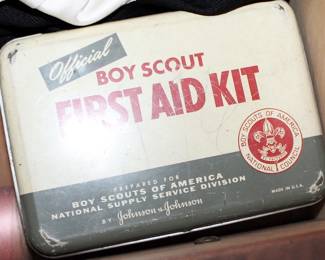 Official
BOY SCOUT
FIRST AID KIT
BOY SCOUTS OF AMERICA
NATIONAL COUNCIL
PREPARED FOR
BOY SCOUTS OF AMERICA
NATIONAL SUPPLY SERVICE DIVISION
BY Johnson & Johnson
MADE IN U.S.A.